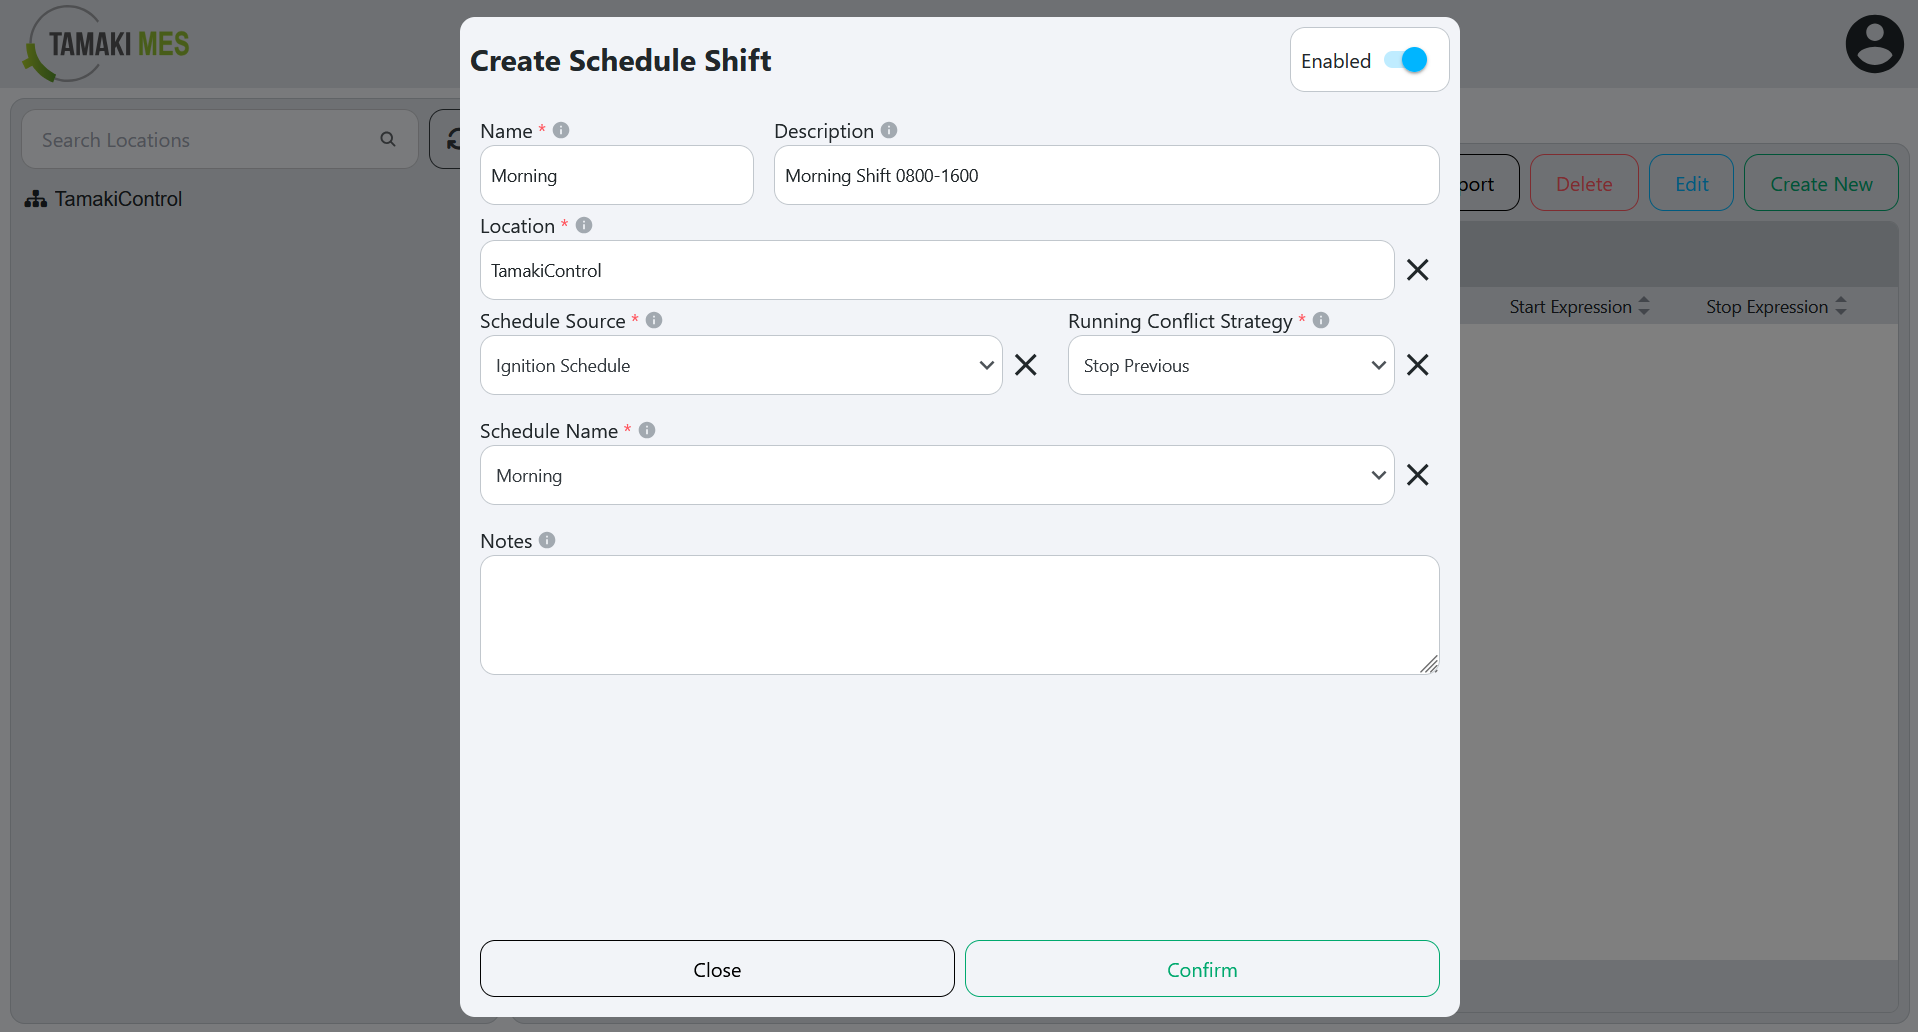 TAMAKI MES
Create Schedule Shift
Enabled
Search Locations
TamakiControl
Name *
Description
Morning
Morning Shift 0800-1600
Delete
Edit
Create New
Location *
TamakiControl
Start Expression
Stop Expression
Schedule Source *
Running Conflict Strategy *
Ignition Schedule
Stop Previous
Schedule Name *
Morning
Notes
Close
Confirm